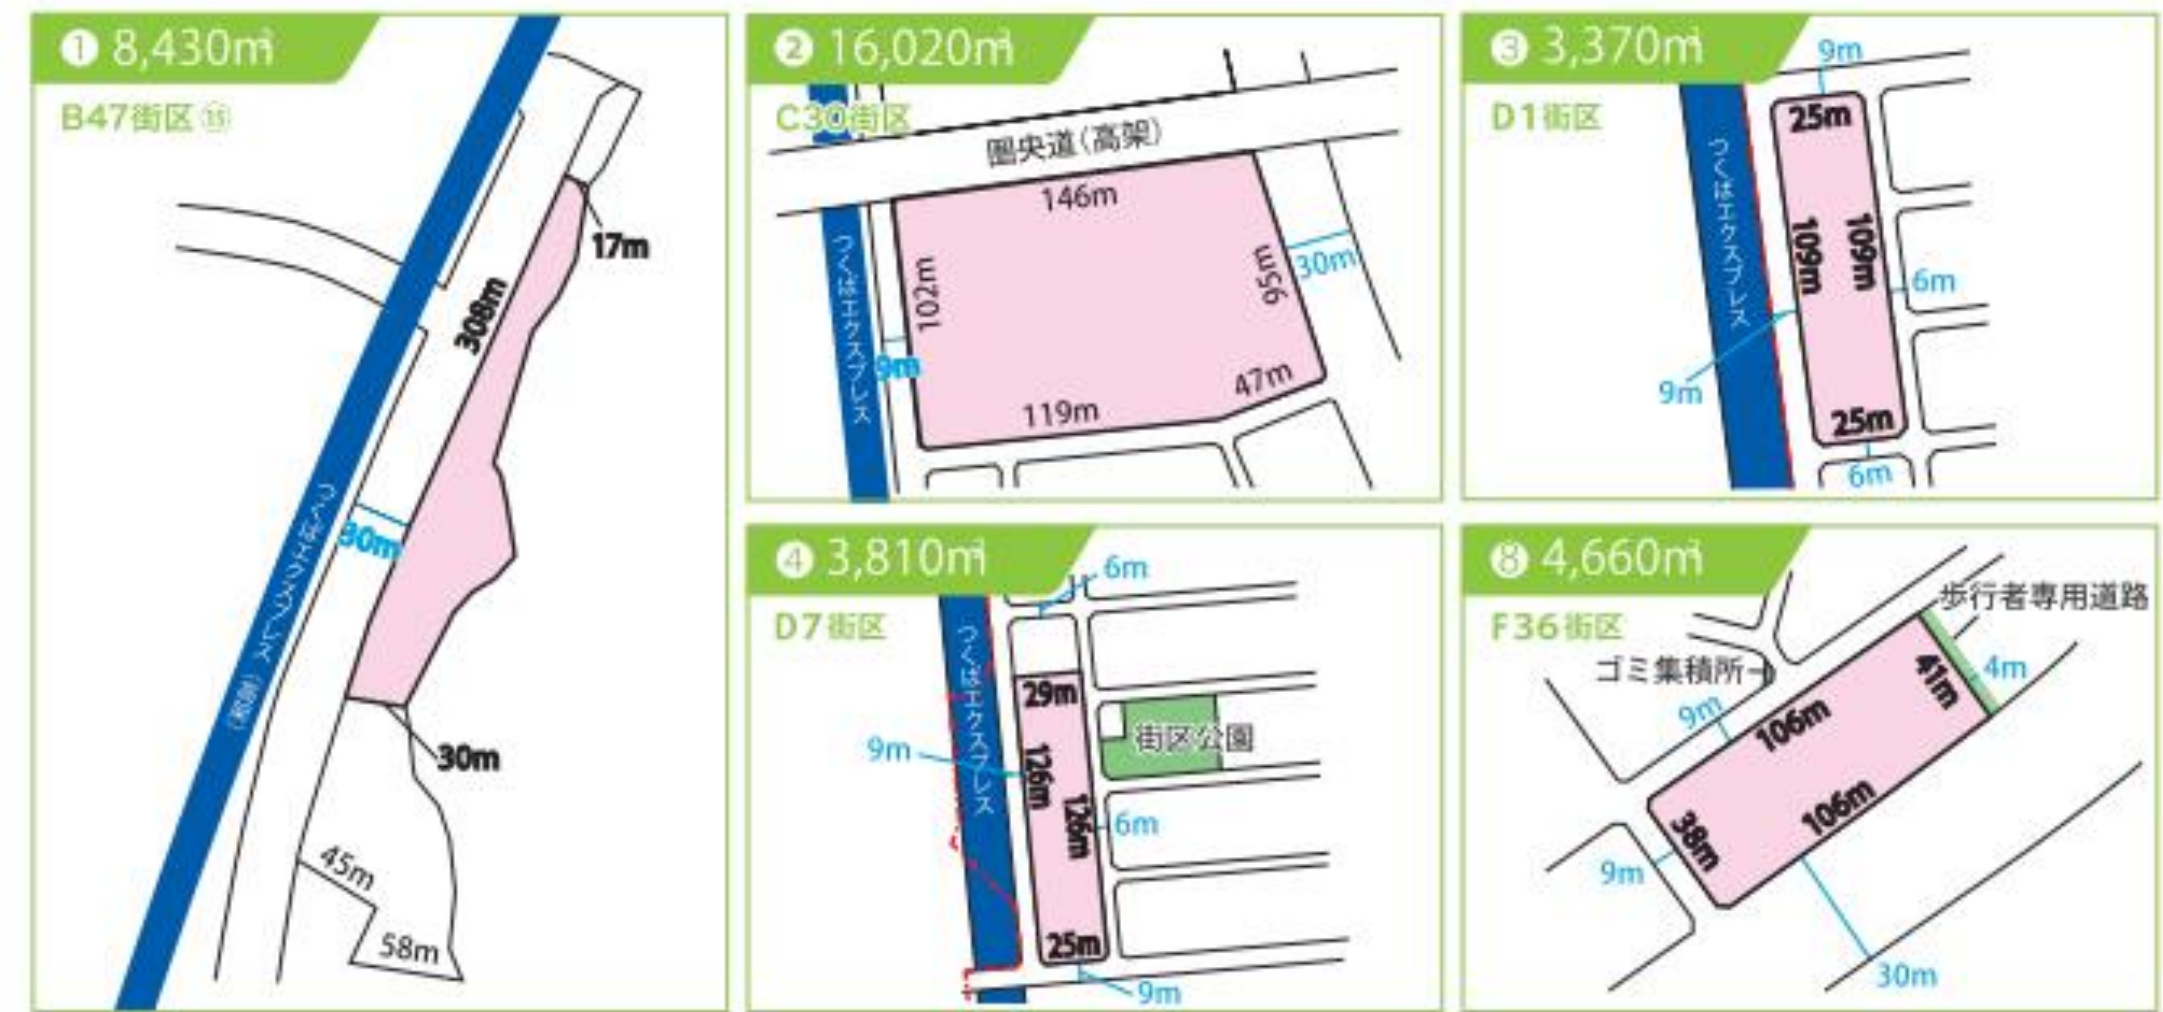 ❶ 8,430㎡
B47街区 ⑮
17m
308m
30m
つくばエクスプレス
30m
45m
58m
❷ 16,020㎡
C30街区
圏央道(高架)
146m
102m
95m
30m
9m
47m
119m
つくばエクスプレス
❸ 3,370㎡
D1街区
9m
25m
つくばエクスプレス
109m
109m
6m
9m
25m
6m
❹ 3,810㎡
D7街区
6m
つくばエクスプレス
29m
街区公園
9m
126m
126m
6m
25m
9m
❽ 4,660㎡
F36街区
歩行者専用道路
ゴミ集積所
4m
41m
9m
106m
106m
38m
9m
30m